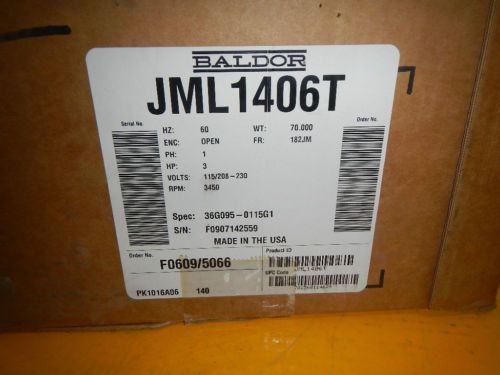 BALDOR
JML1406T
Serial No.
Order No.
HZ: 60 WT: 70.000
ENC: OPEN FR: 182JM
PH: 1
HP: 3
VOLTS: 115/208-230
RPM: 3450
Spec: 36G095-0115G1
S/N: F0907142559
MADE IN THE USA
Order No.
F0609/5066
Product ID
JML1406T
UPC Code
PK1016A06 140